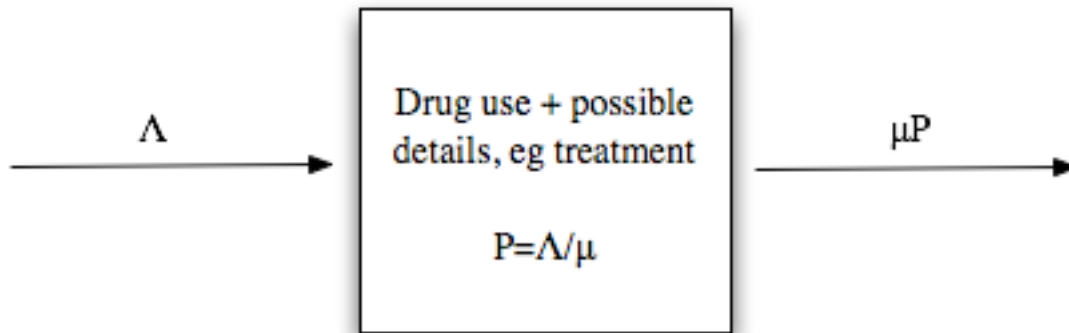 Λ
Drug use + possible
details, eg treatment
P=Λ/μ
μP